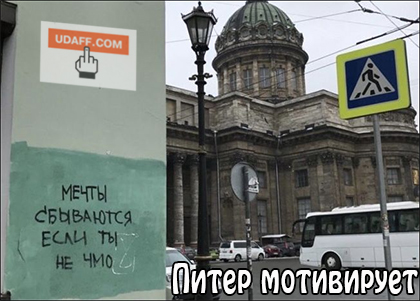 UDAFF.COM
МЕЧТЫ
СБЫВАЮТСЯ
ЕСЛИ ТЫ
НЕ ЧМО
Питер мотивирует